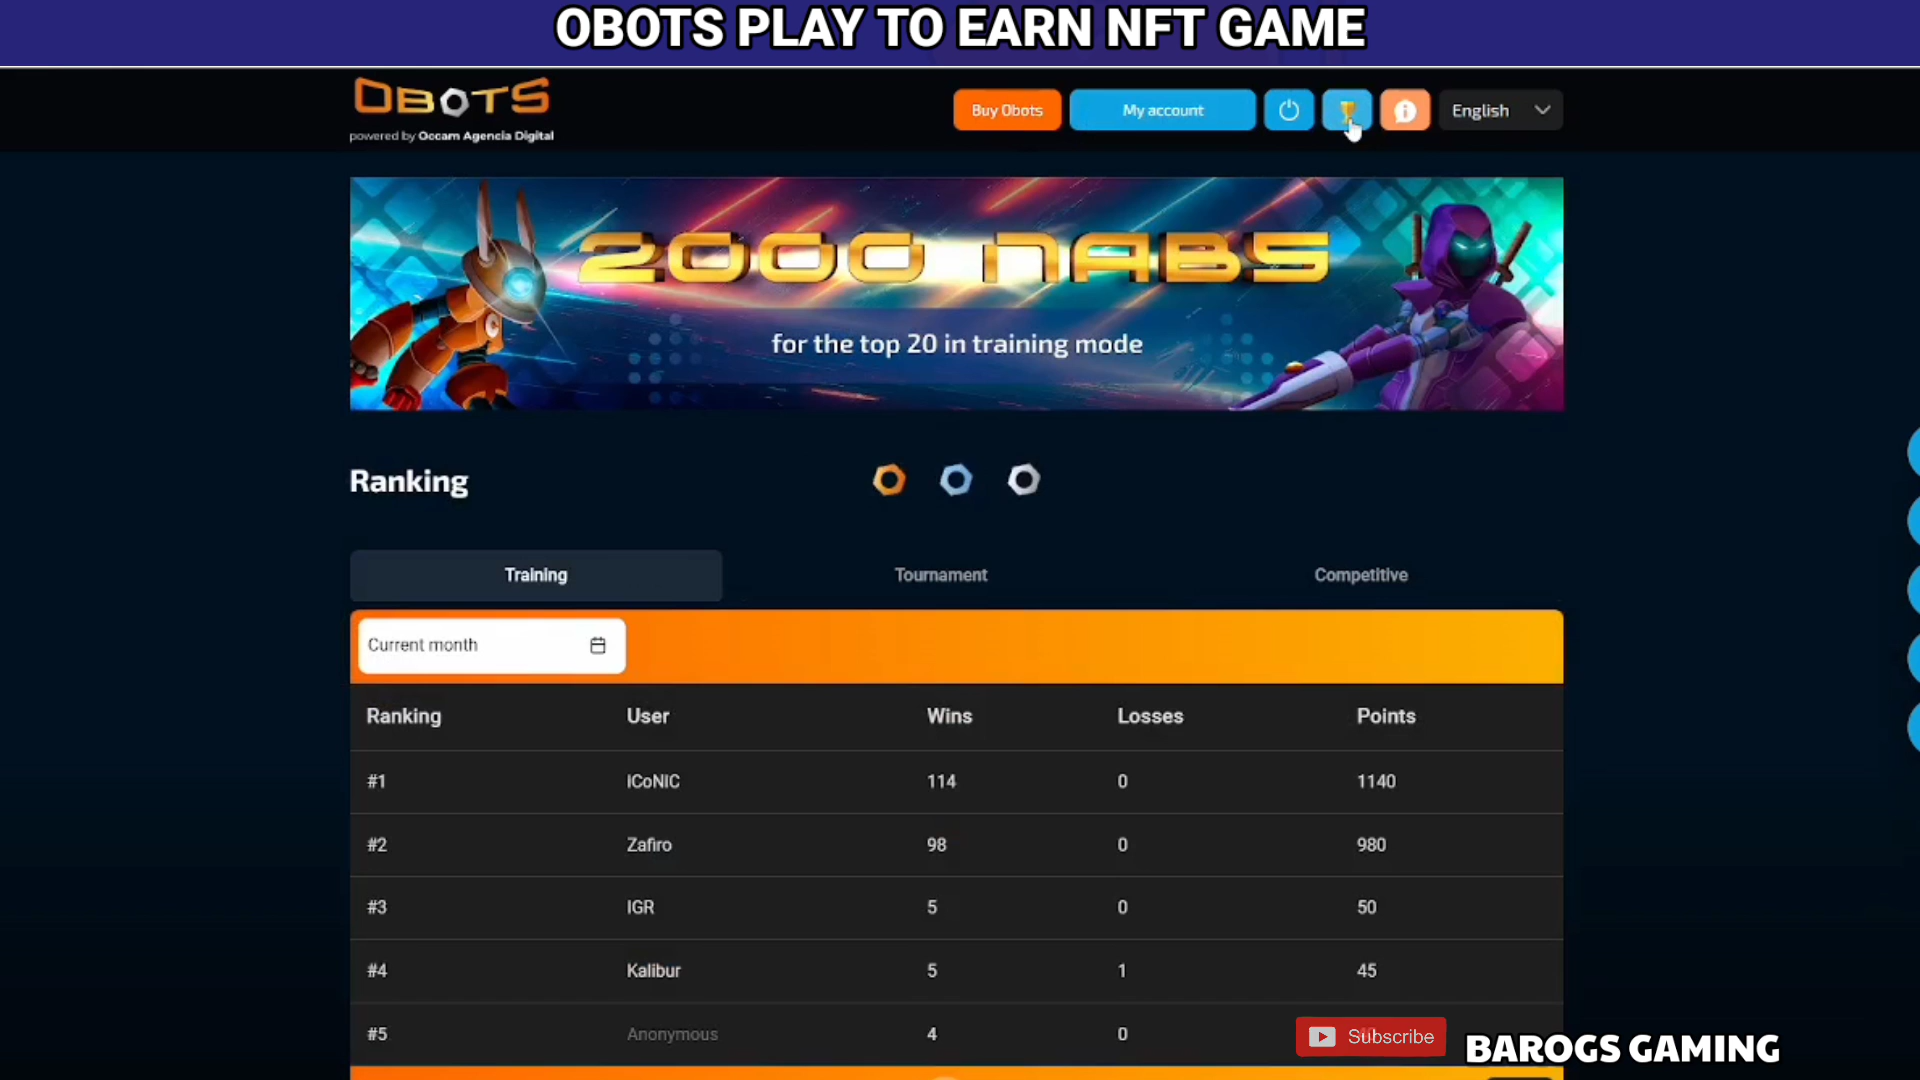 OBOTS PLAY TO EARN NFT GAME
OBOTS
powered by Occam Agencia Digital
Buy Obots
My account
English
2000 NABS
for the top 20 in training mode
Ranking
Training
Tournament
Competitive
Current month
Ranking User Wins Losses Points
#1 ICoNIC 114 0 1140
#2 Zafiro 98 0 980
#3 IGR 5 0 50
#4 Kalibur 5 1 45
#5 Anonymous 4 0
Subscribe
BAROGS GAMING